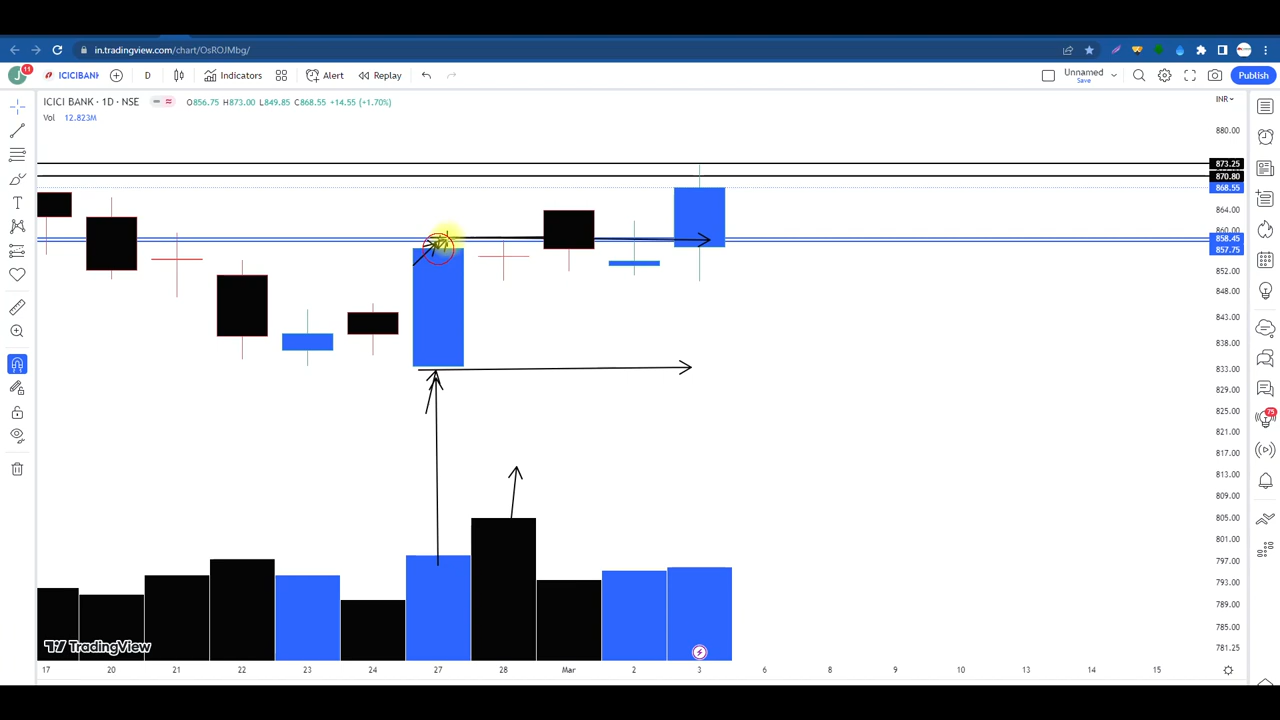 in.tradingview.com/chart/OsROJMbg/
J
11
ICICIBANK
D
Indicators
Alert
Replay
Unnamed
Save
Publish
ICICI BANK · 1D · NSE
O856.75 H873.00 L849.85 C868.55 +14.55 (+1.70%)
INR
Vol 12.823M
880.00
873.25
870.80
868.55
864.00
860.00
858.45
857.75
852.00
848.00
843.00
838.00
833.00
829.00
825.00
821.00
817.00
813.00
809.00
805.00
801.00
797.00
793.00
789.00
785.00
781.25
75
TradingView
17 20 21 22 23 24 27 28 Mar 2 3 6 7 8 9 10 13 14 15